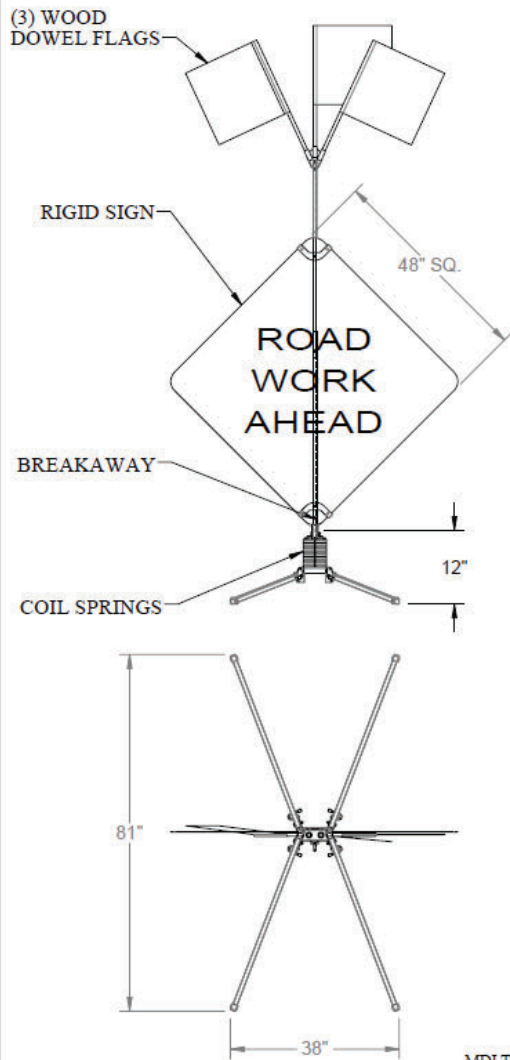 (3) WOOD
DOWEL FLAGS
RIGID SIGN
48" SQ.
ROAD
WORK
AHEAD
BREAKAWAY
12"
COIL SPRINGS
81"
38"